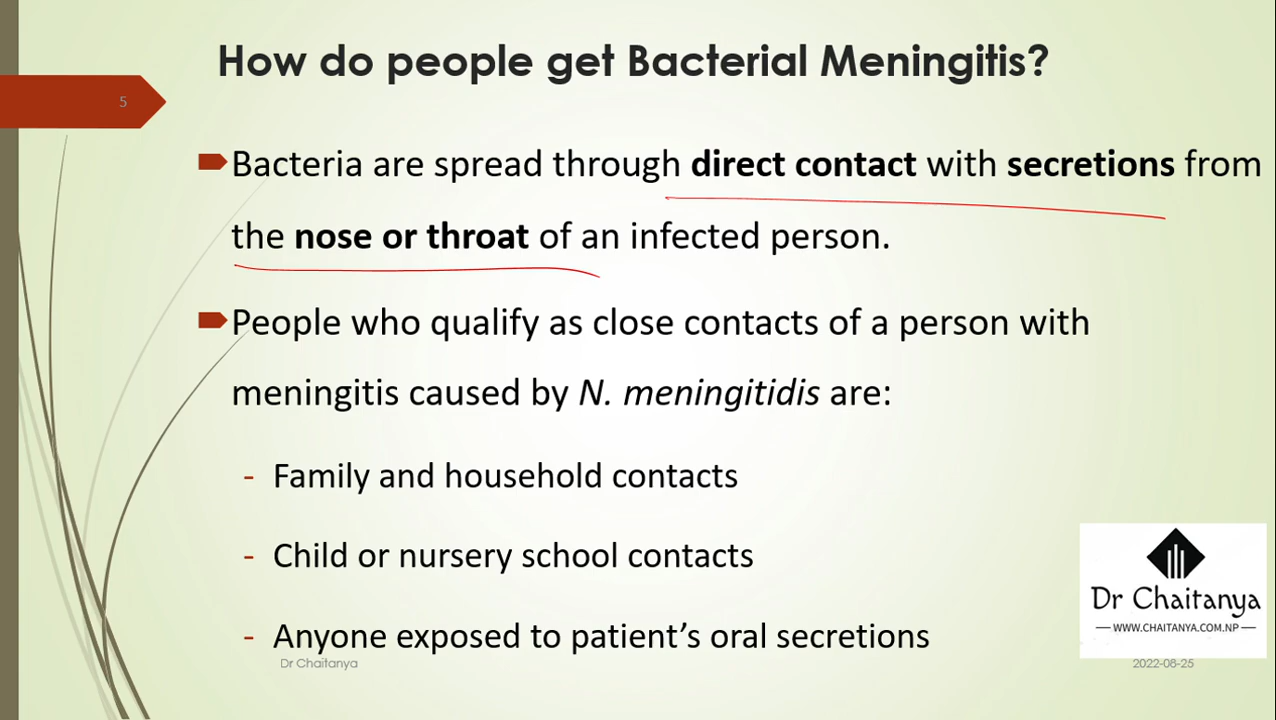 How do people get Bacterial Meningitis?
5
Bacteria are spread through direct contact with secretions from
the nose or throat of an infected person.
People who qualify as close contacts of a person with
meningitis caused by N. meningitidis are:
- Family and household contacts
- Child or nursery school contacts
- Anyone exposed to patient’s oral secretions
Dr Chaitanya
WWW.CHAITANYA.COM.NP
Dr Chaitanya
2022-08-25